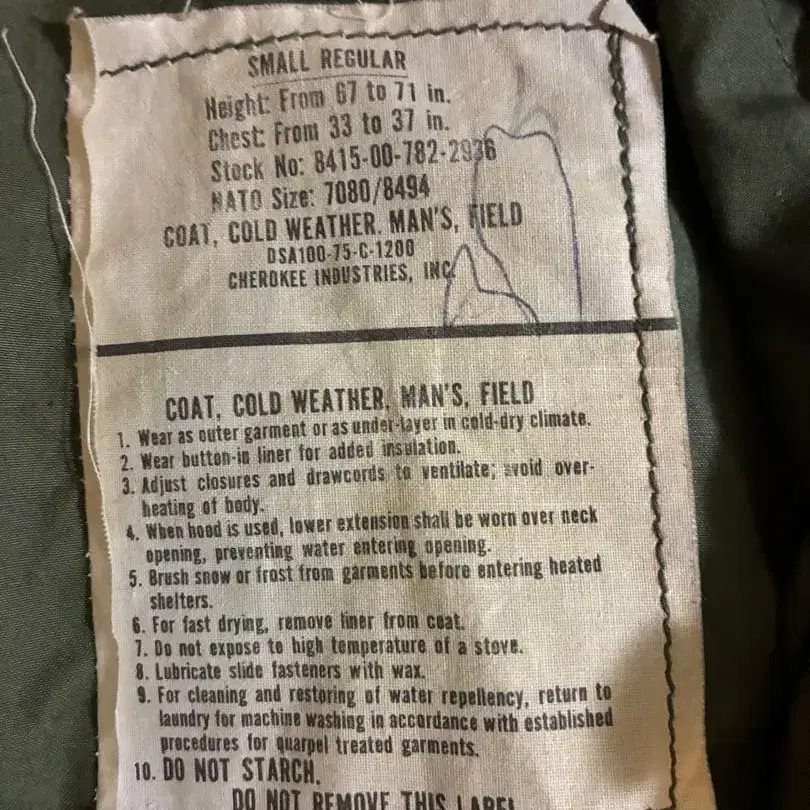 SMALL REGULAR
Height: From 67 to 71 in.
Chest: From 33 to 37 in.
Stock No: 8415-00-782-2936
NATO Size: 7080/8494
COAT, COLD WEATHER. MAN'S, FIELD
DSA100-75-C-1200
CHEROKEE INDUSTRIES, INC.
COAT, COLD WEATHER, MAN'S, FIELD
1. Wear as outer garment or as under-layer in cold-dry climate.
2. Wear button-in liner for added insulation.
3. Adjust closures and drawcords to ventilate; avoid over-
heating of body.
4. When hood is used, lower extension shall be worn over neck
opening, preventing water entering opening.
5. Brush snow or frost from garments before entering heated
shelters.
6. For fast drying, remove liner from coat.
7. Do not expose to high temperature of a stove.
8. Lubricate slide fasteners with wax.
9. For cleaning and restoring of water repellency, return to
laundry for machine washing in accordance with established
procedures for quarpel treated garments.
10. DO NOT STARCH.
DO NOT REMOVE THIS LABEL